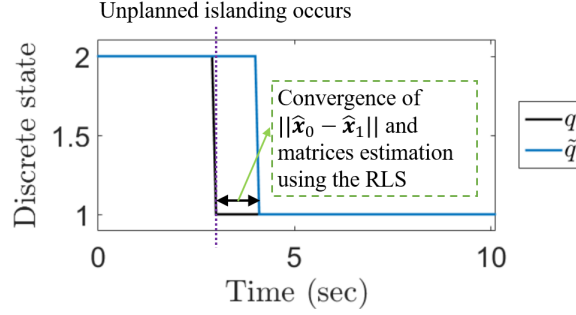 Unplanned islanding occurs
2
1.5
1
Discrete state
Convergence of
||x̂₀ − x̂₁|| and
matrices estimation
using the RLS
q
q̃
0
5
10
Time (sec)